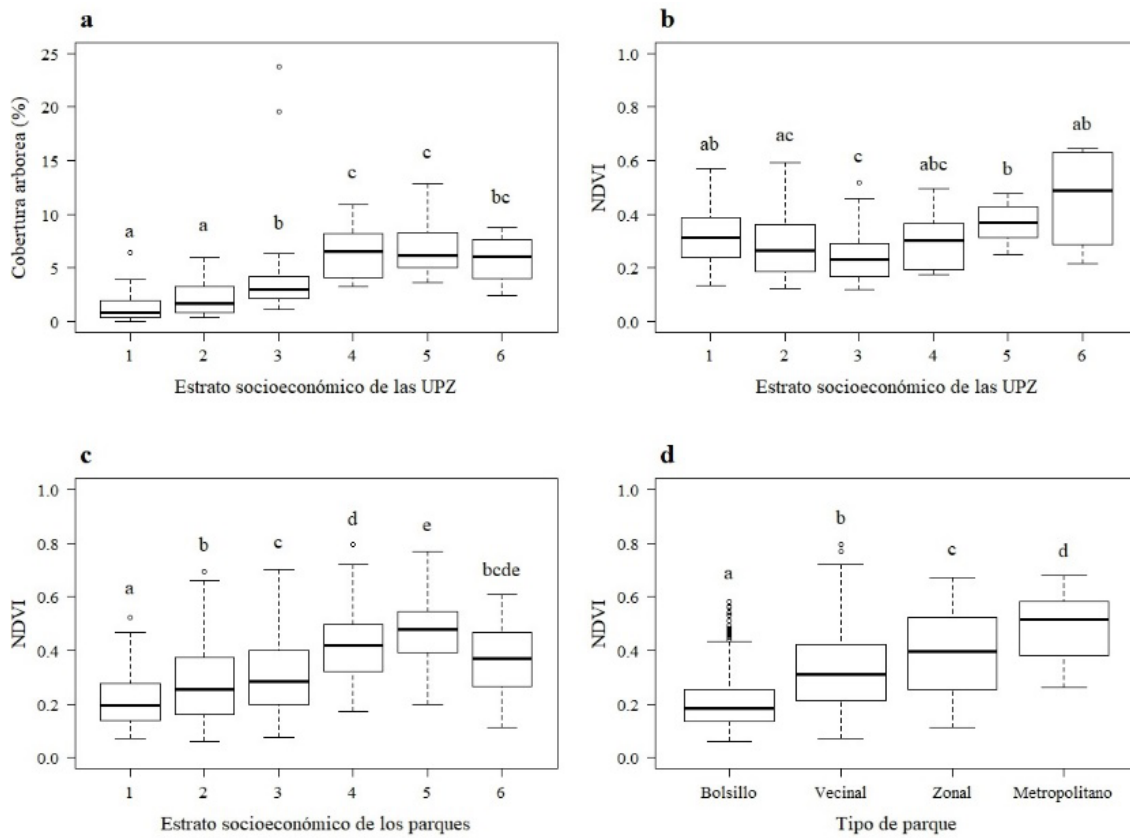 a
Cobertura arborea (%)
25
20
15
10
5
0
a
a
b
c
c
bc
1 2 3 4 5 6
Estrato socioeconómico de las UPZ
b
NDVI
1.0
0.8
0.6
0.4
0.2
0.0
ab
ac
c
abc
b
ab
1 2 3 4 5 6
Estrato socioeconómico de las UPZ
c
NDVI
1.0
0.8
0.6
0.4
0.2
0.0
a
b
c
d
e
bcde
1 2 3 4 5 6
Estrato socioeconómico de los parques
d
NDVI
1.0
0.8
0.6
0.4
0.2
0.0
a
b
c
d
Bolsillo Vecinal Zonal Metropolitano
Tipo de parque